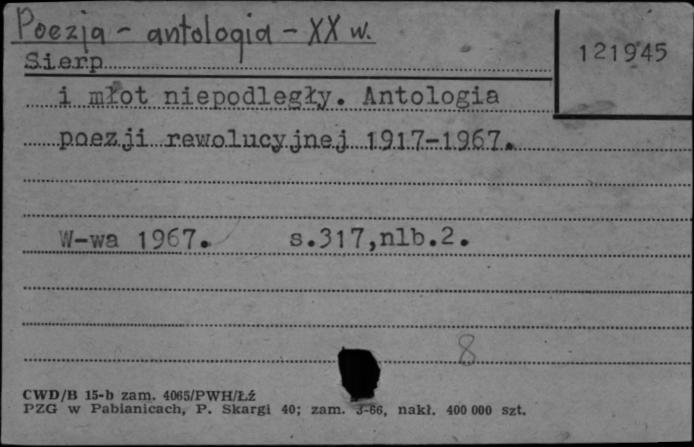 Poezja - antologia - XX w.
121945
Sierp
i młot niepodległy. Antologia
poezji rewolucyjnej 1917-1967.
W-wa 1967. s.317,nlb.2.
8
CWD/B 15-b zam. 4065/PWH/Łź
PZG w Pabianicach, P. Skargi 40; zam. 3-66, nakł. 400 000 szt.